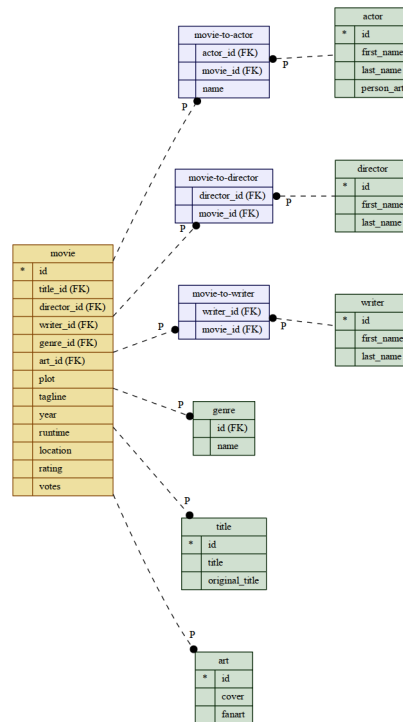 movie-to-actor
actor_id (FK)
movie_id (FK)
name
P
P
actor
* id
first_name
last_name
person_art
movie-to-director
director_id (FK)
movie_id (FK)
P
P
director
* id
first_name
last_name
movie
* id
title_id (FK)
director_id (FK)
writer_id (FK)
genre_id (FK)
art_id (FK)
plot
tagline
year
runtime
location
rating
votes
movie-to-writer
writer_id (FK)
movie_id (FK)
P
P
writer
* id
first_name
last_name
P
genre
id (FK)
name
P
title
* id
title
original_title
P
art
* id
cover
fanart